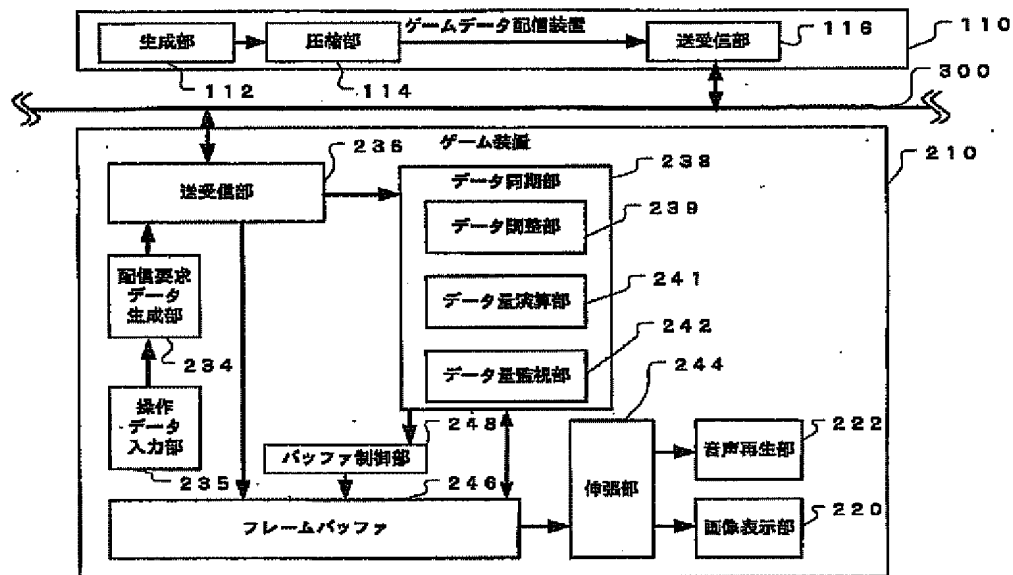 ゲームデータ配信装置
生成部
圧縮部
送受信部
116
110
112
114
300
ゲーム装置
236
238
210
送受信部
データ同期部
239
データ調整部
配信要求
データ
生成部
241
データ量演算部
234
242
データ量監視部
244
操作
データ
入力部
248
222
バッファ制御部
音声再生部
235
246
伸張部
220
フレームバッファ
画像表示部